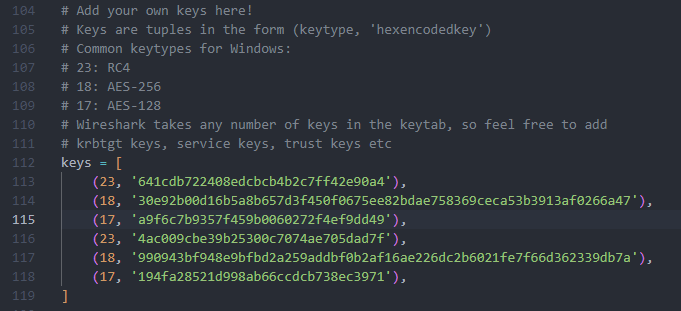 104 # Add your own keys here!
105 # Keys are tuples in the form (keytype, 'hexencodedkey')
106 # Common keytypes for Windows:
107 # 23: RC4
108 # 18: AES-256
109 # 17: AES-128
110 # Wireshark takes any number of keys in the keytab, so feel free to add
111 # krbtgt keys, service keys, trust keys etc
112 keys = [
113 (23, '641cdb722408edcbcb4b2c7ff42e90a4'),
114 (18, '30e92b00d16b5a8b657d3f450f0675ee82bdae758369ceca53b3913af0266a47'),
115 (17, 'a9f6c7b9357f459b0060272f4ef9dd49'),
116 (23, '4ac009cbe39b25300c7074ae705dad7f'),
117 (18, '990943bf948e9bfbd2a259addbf0b2af16ae226dc2b6021fe7f66d362339db7a'),
118 (17, '194fa28521d998ab66ccdcb738ec3971'),
119 ]